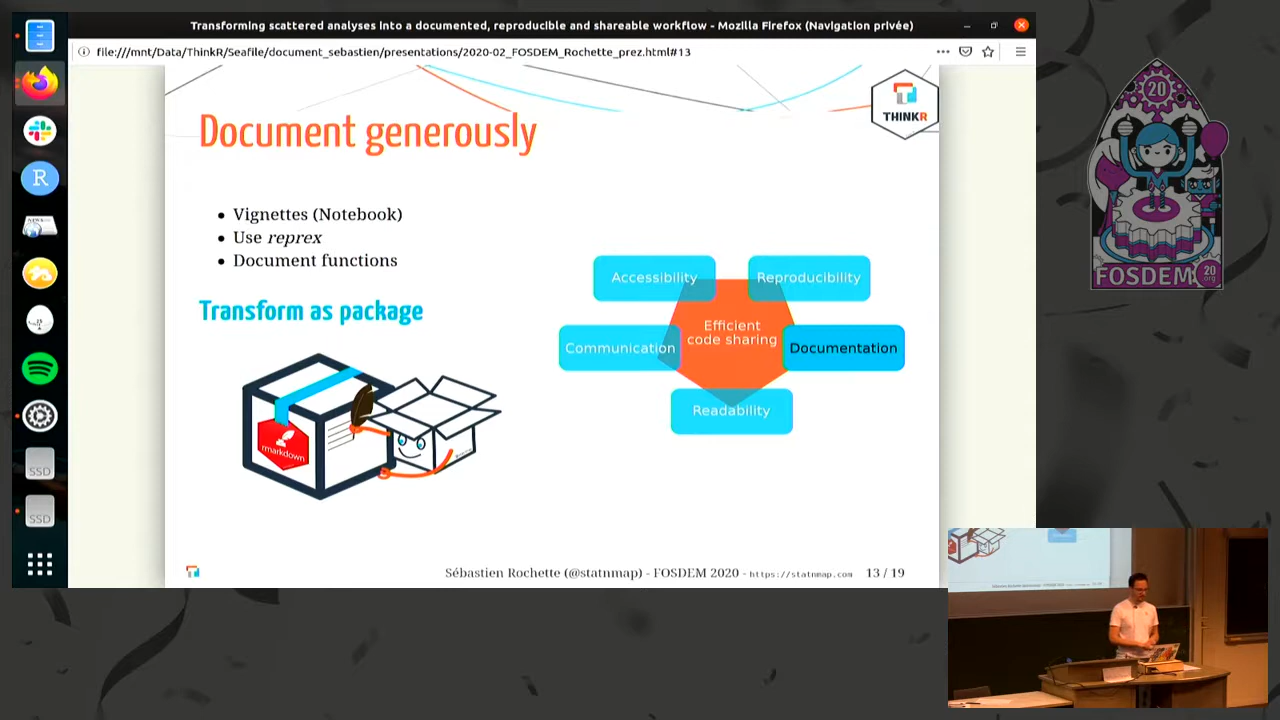 Transforming scattered analyses into a documented, reproducible and shareable workflow - Mozilla Firefox (Navigation privée)
file:///mnt/Data/ThinkR/Seafile/document_sebastien/presentations/2020-02_FOSDEM_Rochette_prez.html#13
THINKR
20
Document generously
Vignettes (Notebook)
Use reprex
Document functions
Transform as package
Accessibility
Reproducibility
Efficient
code sharing
Communication
Documentation
Readability
rmarkdown
FOSDEM
20
.org
R
SSD
SSD
Sébastien Rochette (@statnmap) - FOSDEM 2020 - https://statnmap.com
13 / 19